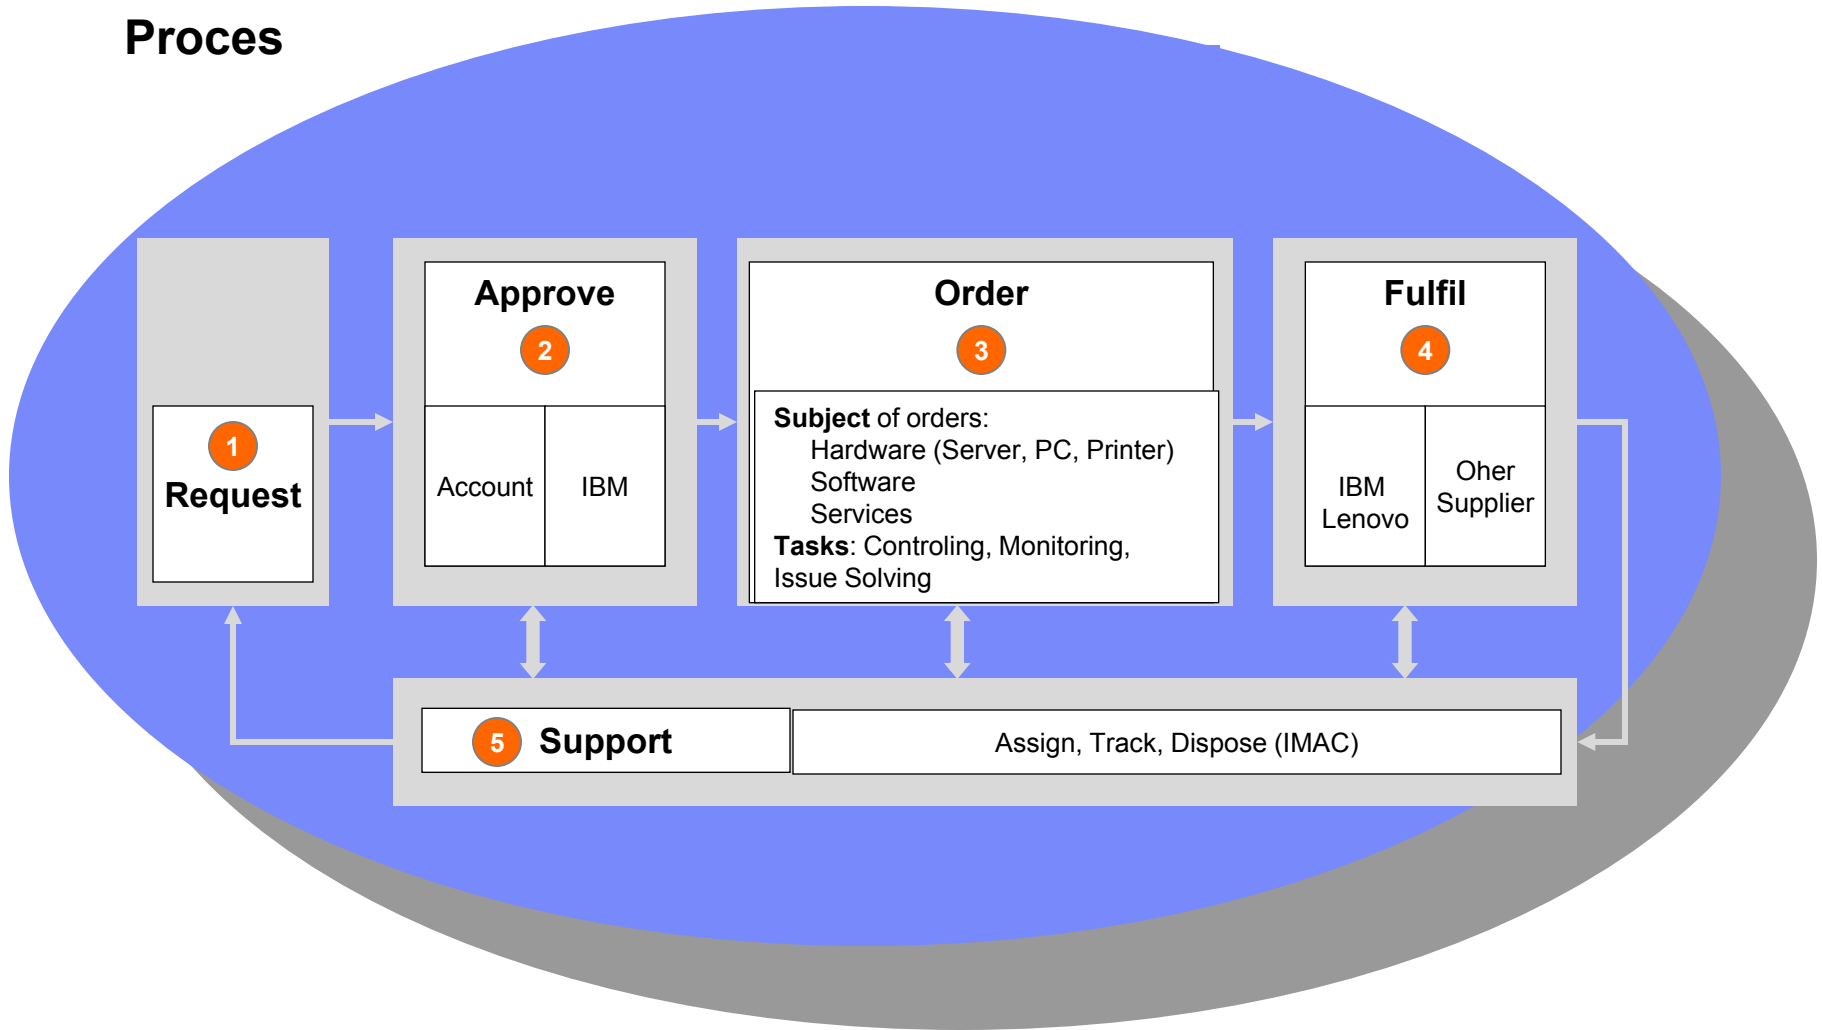 Proces
1
Request
Approve
2
Account
IBM
Order
3
Subject of orders:
Hardware (Server, PC, Printer)
Software
Services
Tasks: Controling, Monitoring,
Issue Solving
Fulfil
4
IBM
Lenovo
Oher
Supplier
5
Support
Assign, Track, Dispose (IMAC)